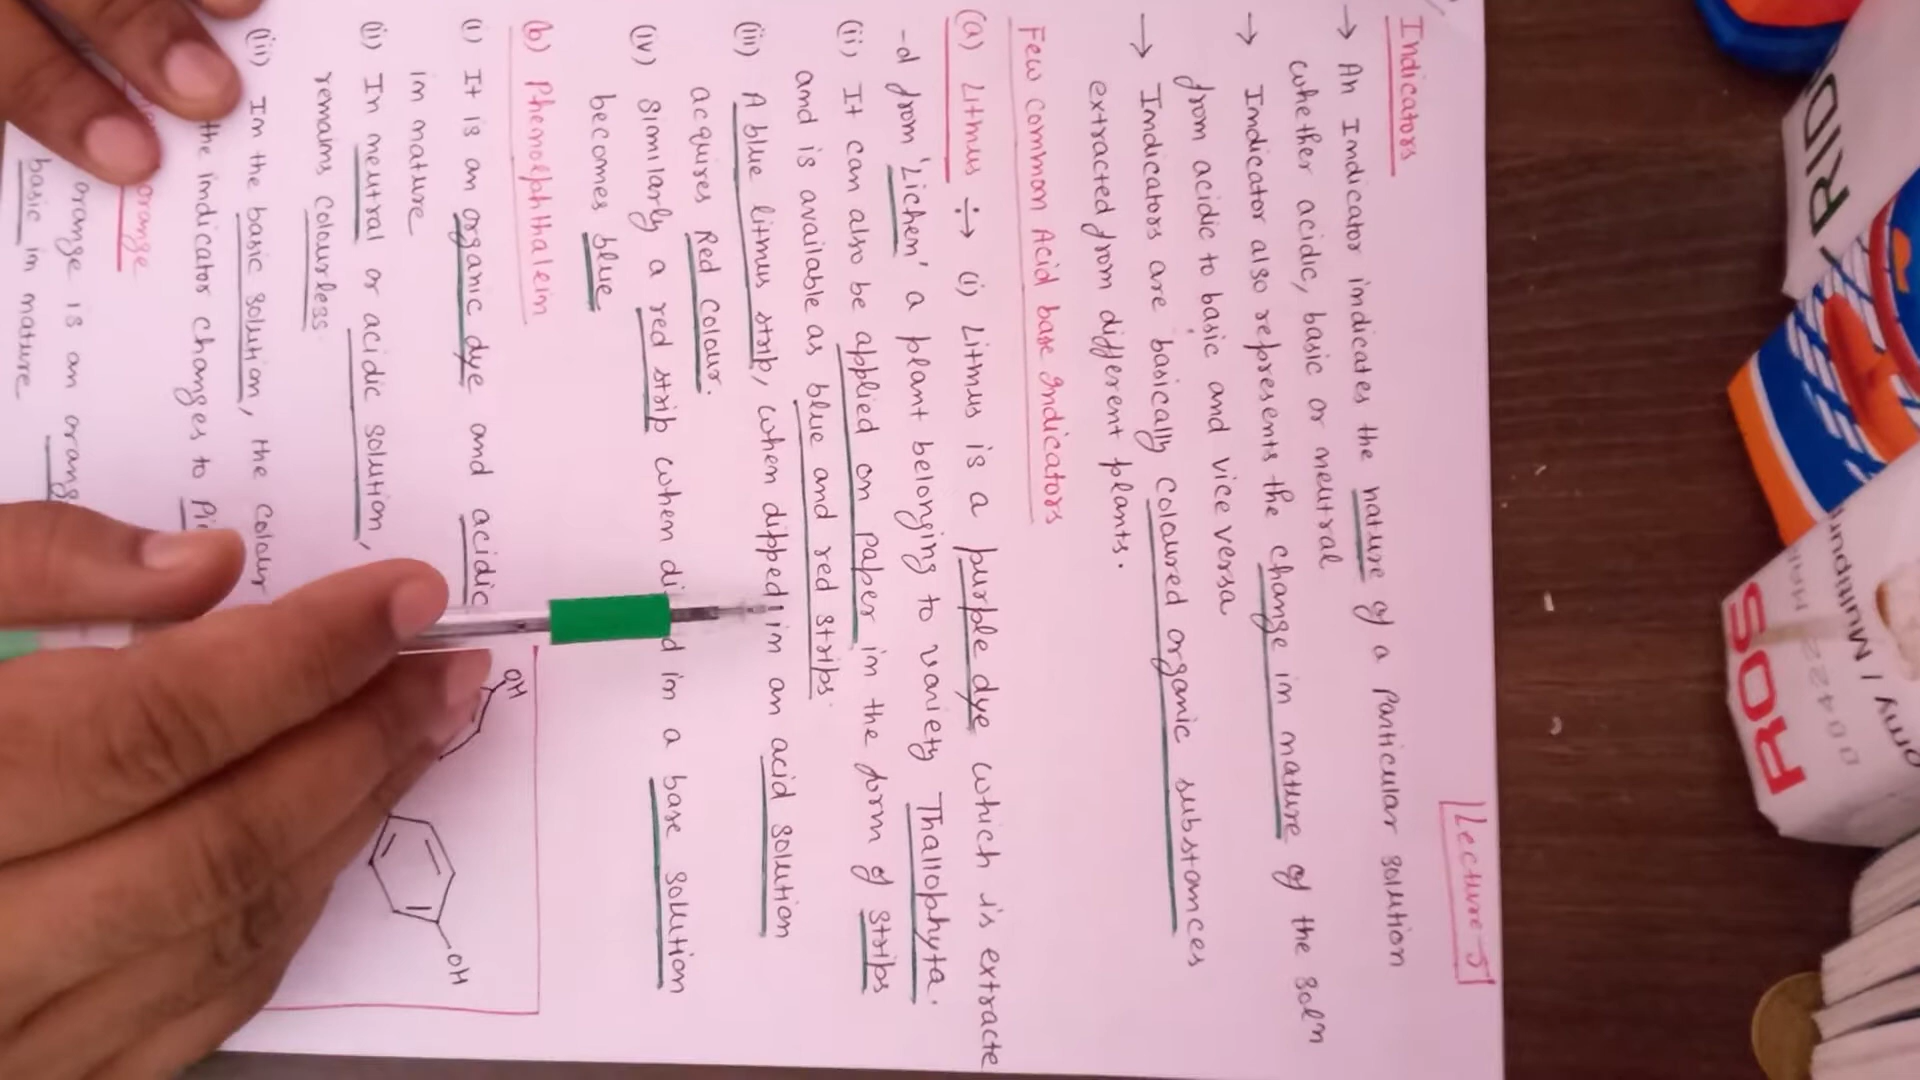 Lecture-5
Indicators
→ An Indicator indicates the nature of a particular solution
whether acidic, basic or neutral
→ Indicator also represents the change in nature of the soln
from acidic to basic and vice versa
→ Indicators are basically coloured organic substances
extracted from different plants.
Few common Acid base Indicators
(a) Litmus ÷→ (i) Litmus is a purple dye which is extracte
-d from 'Lichen' a plant belonging to variety Thallophyta.
(ii) It can also be applied on paper in the form of strips
and is available as blue and red strips
(iii) A blue litmus strip, when dipped in an acid solution
acquires Red colour.
(iv) Similarly a red strip when di d in a base solution
becomes blue
(b) Phenolphthalein
(i) It is an organic dye and acidic
in nature
(ii) In neutral or acidic solution,
remains colourless
(iii) In the basic solution, the colour
the indicator changes to Pi
orange
orange is an orang
basic in nature
OH
OH
ROS